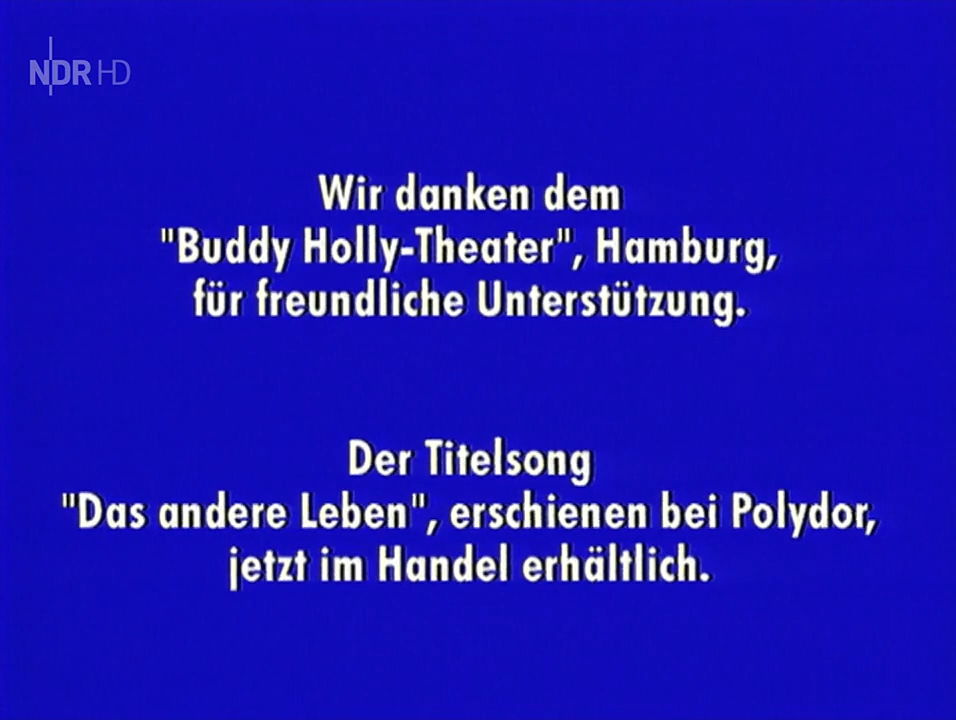 NDR HD
Wir danken dem
"Buddy Holly-Theater", Hamburg,
für freundliche Unterstützung.
Der Titelsong
"Das andere Leben", erschienen bei Polydor,
jetzt im Handel erhältlich.